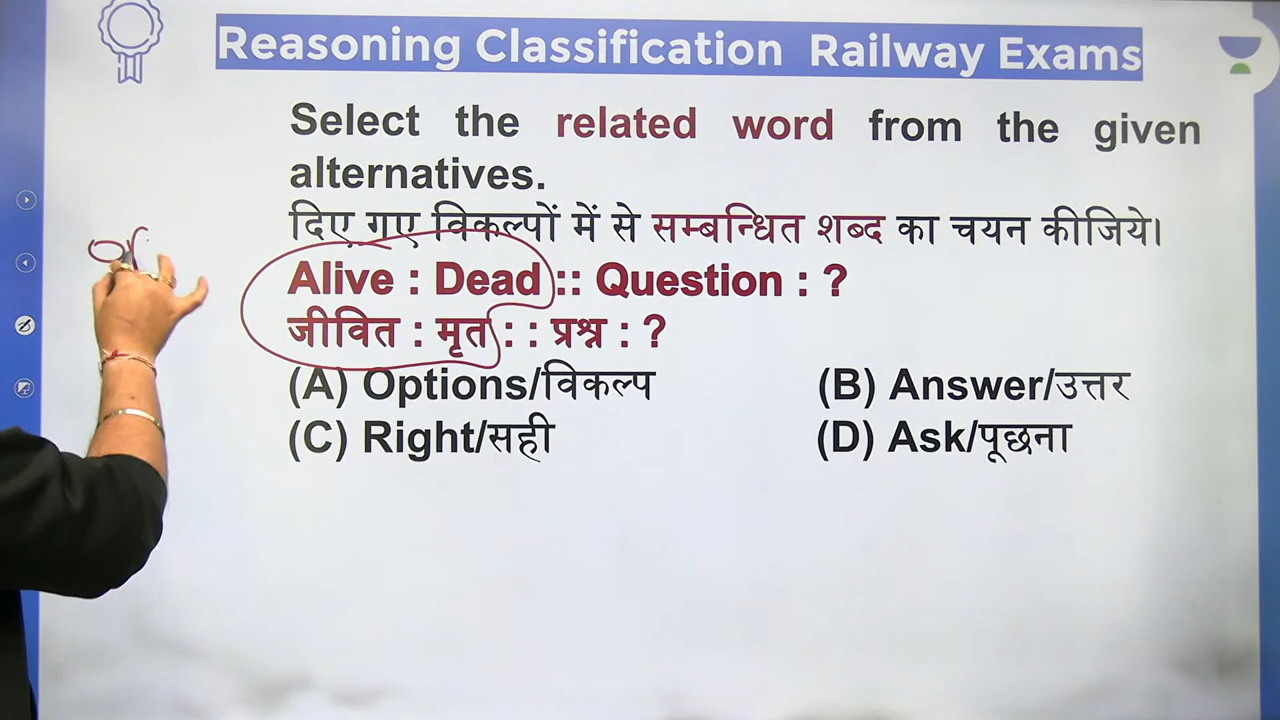 Reasoning Classification Railway Exams
Select the related word from the given
alternatives.
दिए गए विकल्पों में से सम्बन्धित शब्द का चयन कीजिये।
Alive : Dead :: Question : ?
जीवित : मृत : : प्रश्न : ?
(A) Options/विकल्प (B) Answer/उत्तर
(C) Right/सही (D) Ask/पूछना